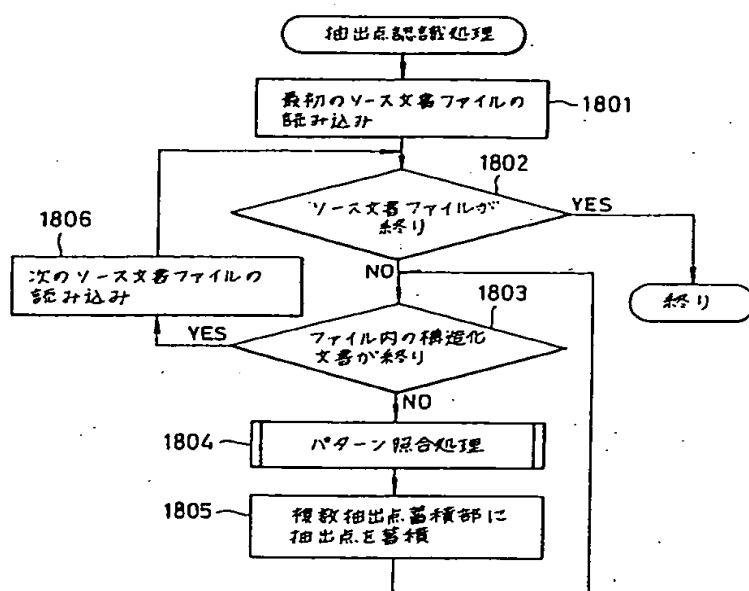 抽出点認識処理
最初のソース文書ファイルの
読み込み
1801
1802
ソース文書ファイルが
終り
YES
1806
次のソース文書ファイルの
読み込み
NO
終り
1803
YES
ファイル内の構造化
文書が終り
NO
1804
パターン照合処理
1805
複数抽出点蓄積部に
抽出点を蓄積